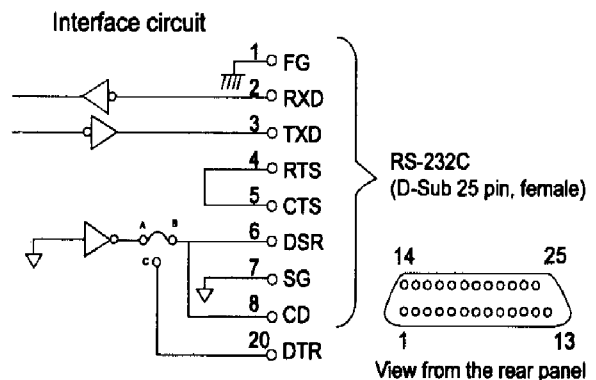 Interface circuit
1 FG
2 RXD
3 TXD
4 RTS
5 CTS
A B
6 DSR
C
7 SG
8 CD
20 DTR
RS-232C
(D-Sub 25 pin, female)
14 25
1 13
View from the rear panel